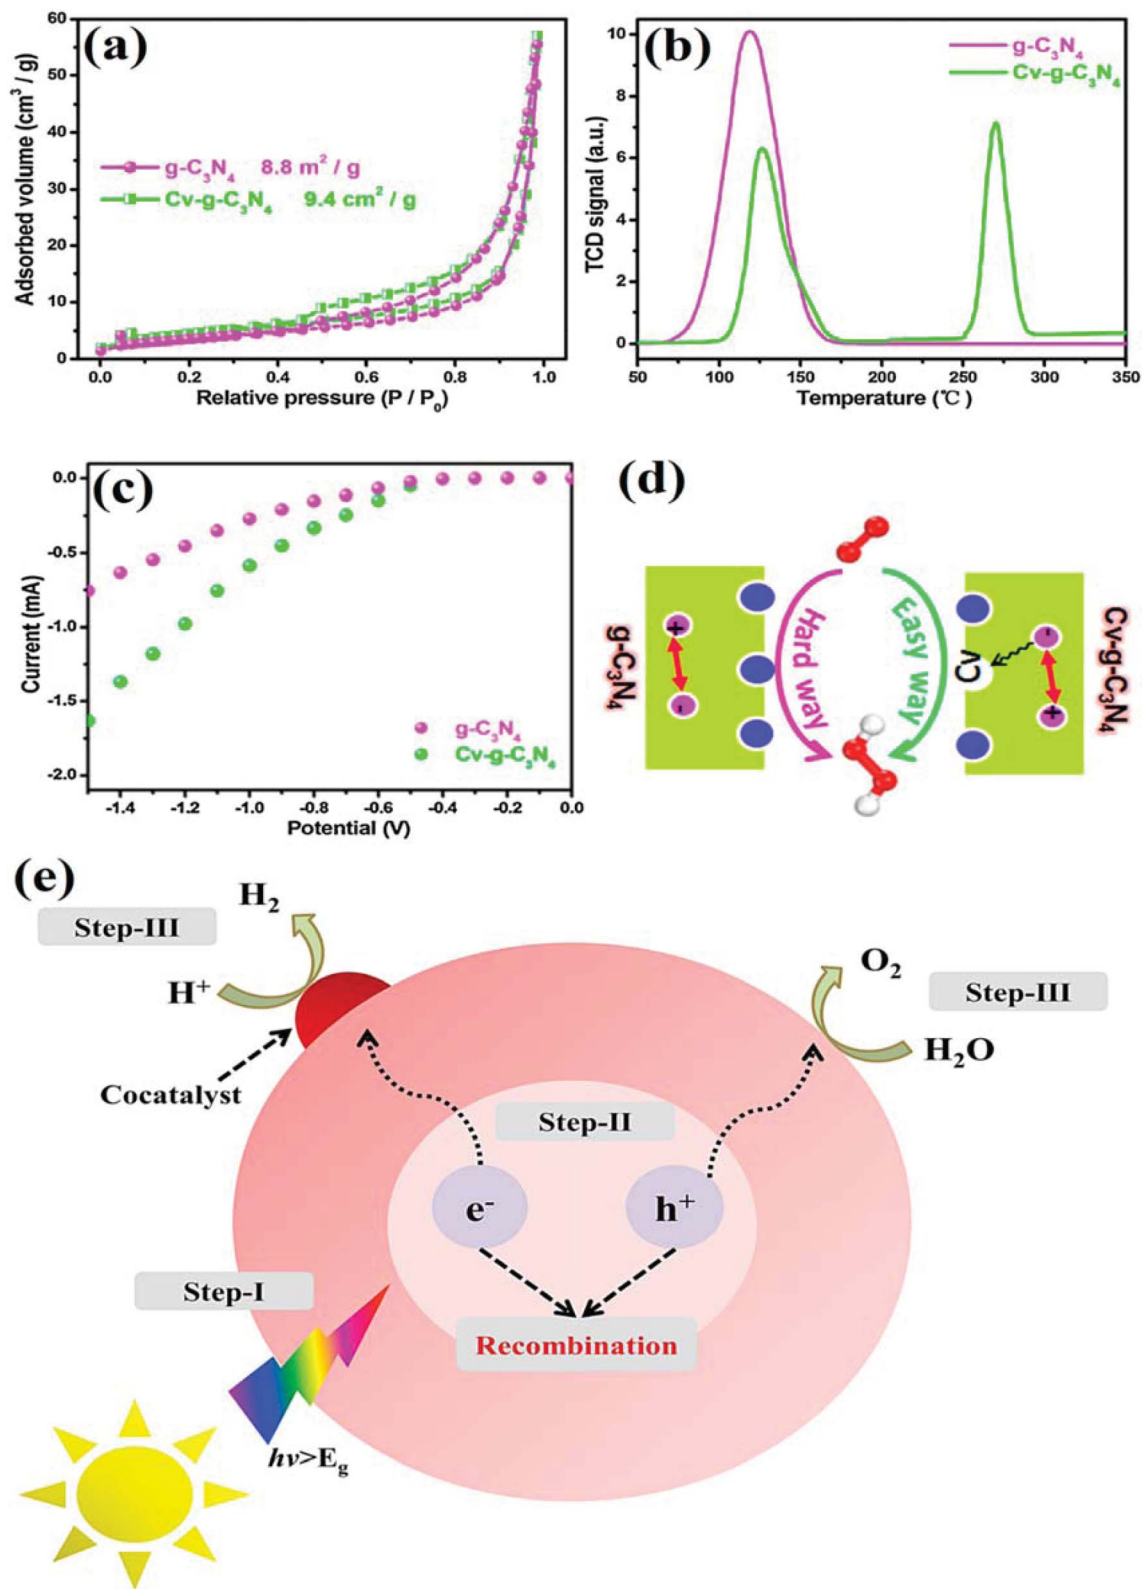 (a)
Adsorbed volume (cm³ / g)
60
50
40
30
20
10
0
g-C₃N₄ 8.8 m² / g
Cv-g-C₃N₄ 9.4 cm² / g
0.0 0.2 0.4 0.6 0.8 1.0
Relative pressure (P / P₀)
(b)
TCD signal (a.u.)
10
8
6
4
2
0
g-C₃N₄
Cv-g-C₃N₄
50 100 150 200 250 300 350
Temperature (℃)
(c)
Current (mA)
0.0
-0.5
-1.0
-1.5
-2.0
g-C₃N₄
Cv-g-C₃N₄
-1.4 -1.2 -1.0 -0.8 -0.6 -0.4 -0.2 0.0
Potential (V)
(d)
g-C₃N₄
+
-
Hard way
Easy way
Cv
-
+
Cv-g-C₃N₄
(e)
H₂
Step-III
H⁺
Cocatalyst
O₂
Step-III
H₂O
Step-II
e⁻ h⁺
Step-I
Recombination
hν>E_g